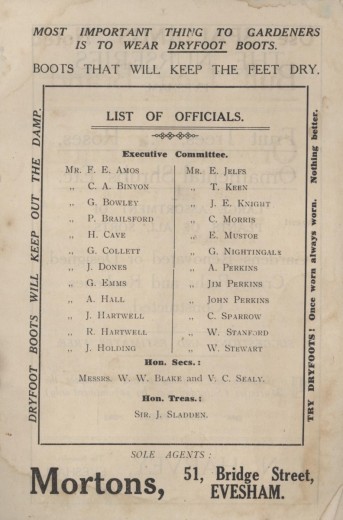 MOST IMPORTANT THING TO GARDENERS
IS TO WEAR DRYFOOT BOOTS.
BOOTS THAT WILL KEEP THE FEET DRY.
DRYFOOT BOOTS WILL KEEP OUT THE DAMP.
LIST OF OFFICIALS.
Executive Committee.
MR. F. E. AMOS
„ C. A. BINYON
„ G. BOWLEY
„ P. BRAILSFORD
„ H. CAVE
„ G. COLLETT
„ J. DONES
„ G. EMMS
„ A. HALL
„ J. HARTWELL
„ R. HARTWELL
„ J. HOLDING
MR. E. JELFS
„ T. KEEN
„ J. E. KNIGHT
„ C. MORRIS
„ E. MUSTOE
„ G. NIGHTINGALE
„ A. PERKINS
„ JIM PERKINS
„ JOHN PERKINS
„ C. SPARROW
„ W. STANFORD
„ W. STEWART
Hon. Secs.:
MESSRS. W. W. BLAKE and V. C. SEALY.
Hon. Treas.:
SIR. J. SLADDEN.
TRY DRYFOOTS! Once worn always worn. Nothing better.
SOLE AGENTS:
Mortons, 51, Bridge Street,
EVESHAM.